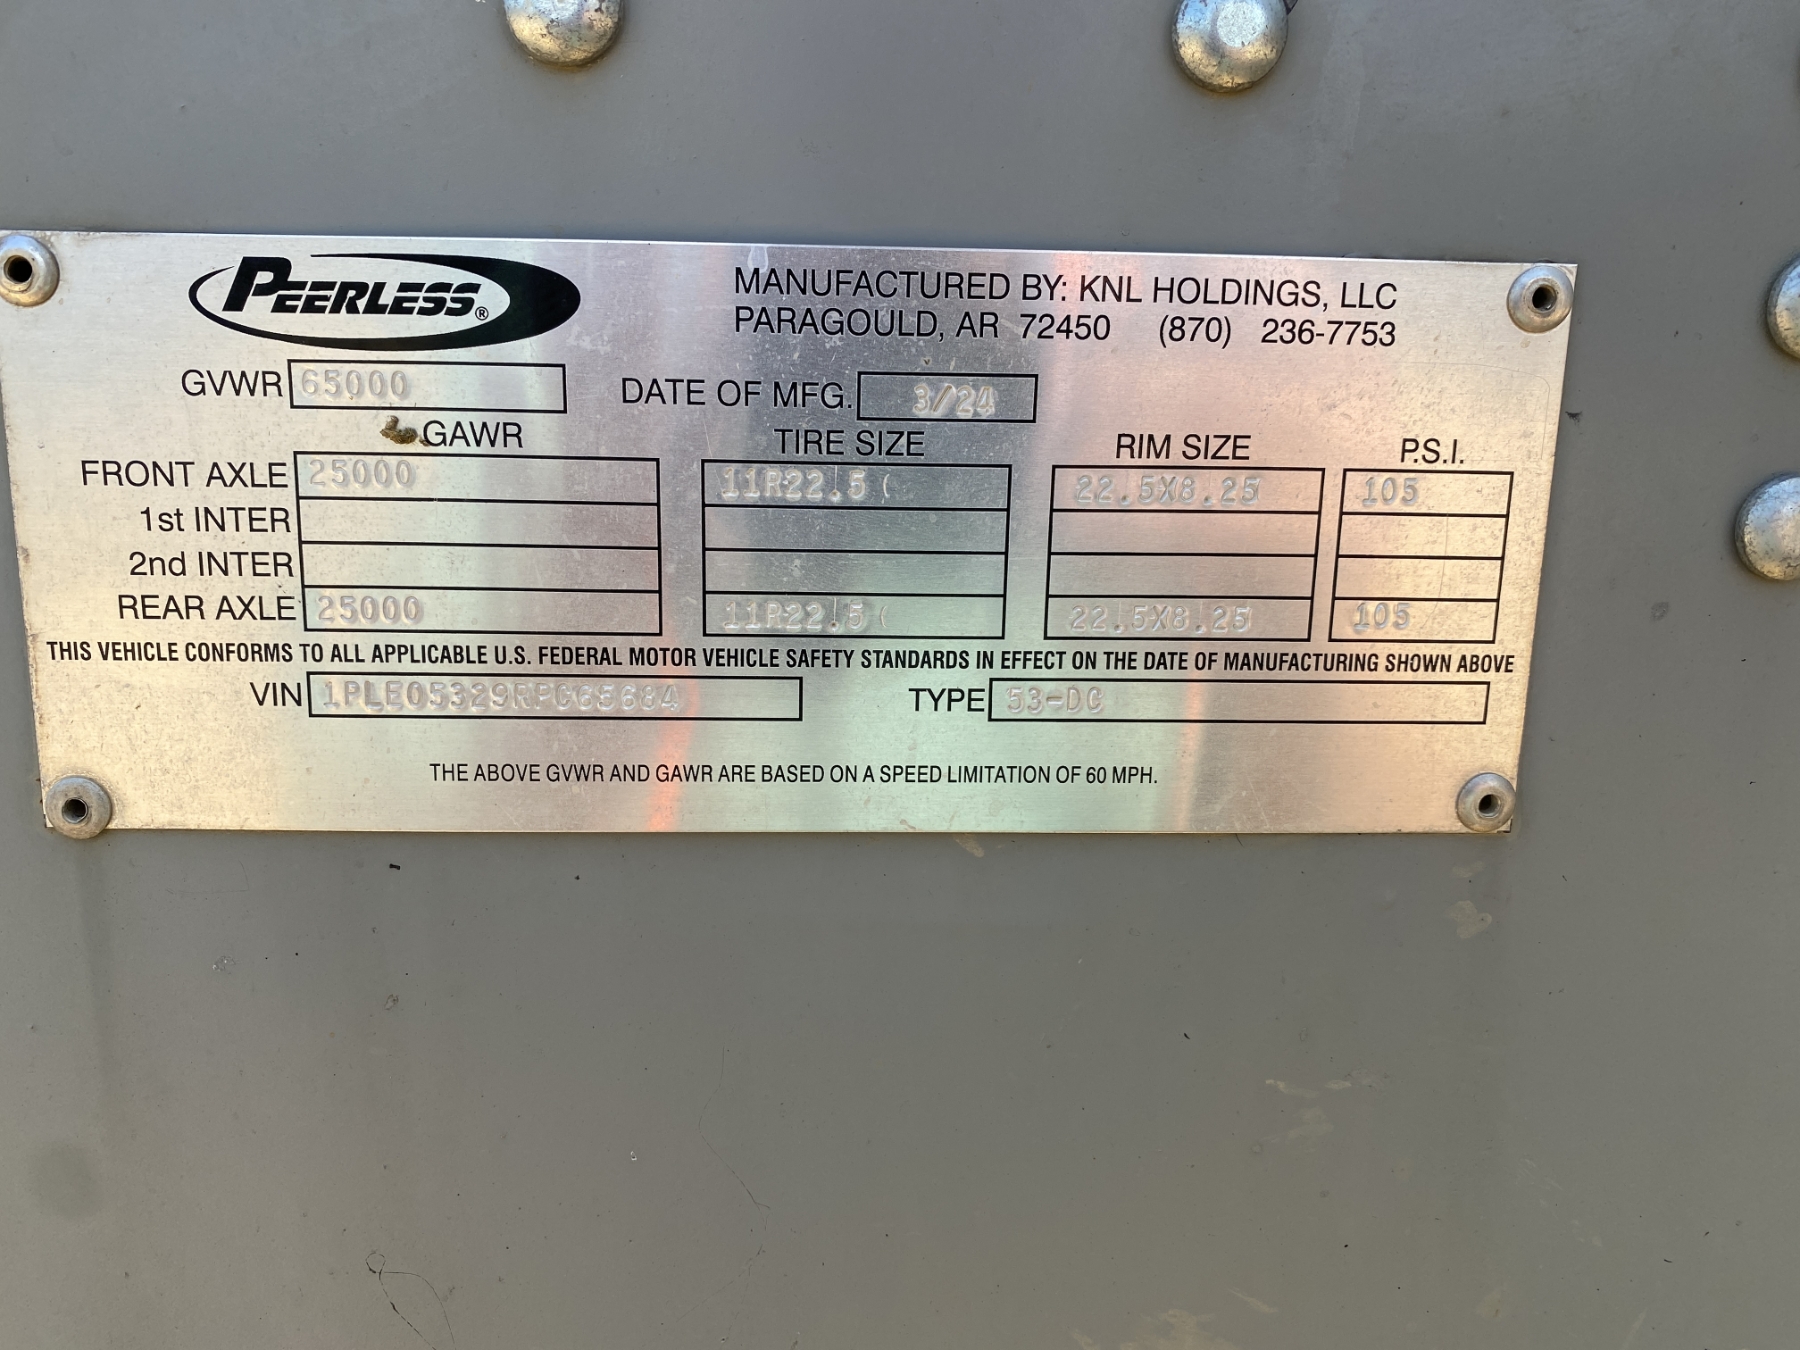 PEERLESS®
MANUFACTURED BY: KNL HOLDINGS, LLC
PARAGOULD, AR 72450 (870) 236-7753
GVWR 65000 DATE OF MFG. 3/24
GAWR TIRE SIZE RIM SIZE P.S.I.
FRONT AXLE 25000 11R22.5( 22.5X8.25 105
1st INTER
2nd INTER
REAR AXLE 25000 11R22.5( 22.5X8.25 105
THIS VEHICLE CONFORMS TO ALL APPLICABLE U.S. FEDERAL MOTOR VEHICLE SAFETY STANDARDS IN EFFECT ON THE DATE OF MANUFACTURING SHOWN ABOVE
VIN TYPE 53-DC
THE ABOVE GVWR AND GAWR ARE BASED ON A SPEED LIMITATION OF 60 MPH.